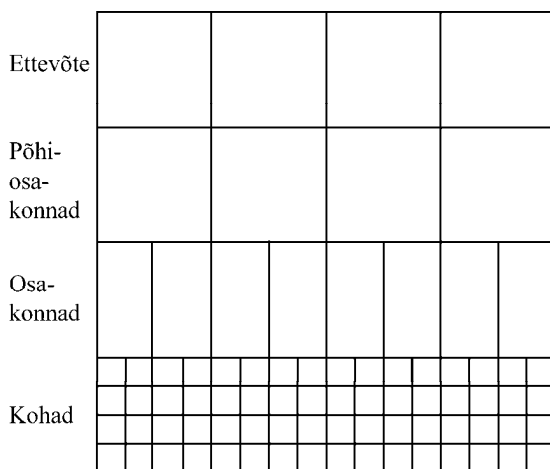 Ettevõte
Põhi-
osa-
konnad
Osa-
konnad
Kohad